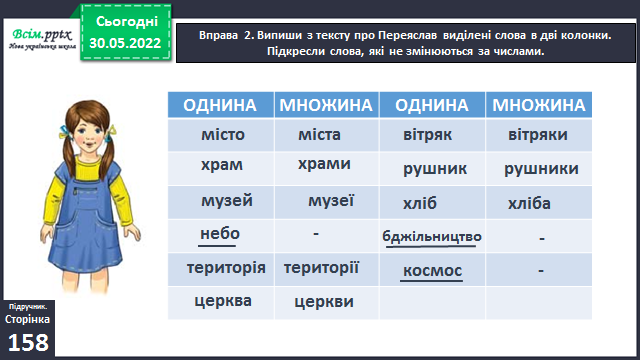 Всім.pptx
Нова українська школа
Сьогодні
30.05.2022
Вправа 2. Випиши з тексту про Переяслав виділені слова в дві колонки.
Підкресли слова, які не змінюються за числами.
ОДНИНА МНОЖИНА ОДНИНА МНОЖИНА
місто міста вітряк вітряки
храм храми рушник рушники
музей музеї хліб хліба
небо - бджільництво -
територія території космос -
церква церкви
Підручник.
Сторінка
158